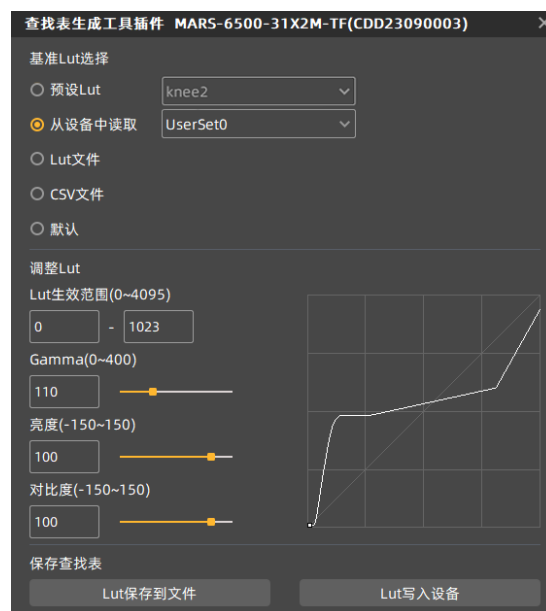 查找表生成工具插件 MARS-6500-31X2M-TF(CDD23090003)
基准Lut选择
预设Lut knee2
从设备中读取 UserSet0
Lut文件
CSV文件
默认
调整Lut
Lut生效范围(0~4095)
0 - 1023
Gamma(0~400)
110
亮度(-150~150)
100
对比度(-150~150)
100
保存查找表
Lut保存到文件 Lut写入设备